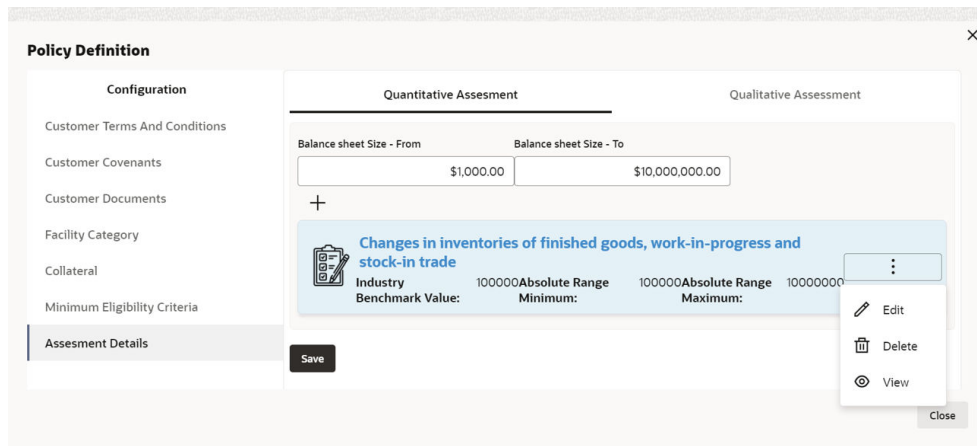 Policy Definition
Configuration
Customer Terms And Conditions
Customer Covenants
Customer Documents
Facility Category
Collateral
Minimum Eligibility Criteria
Assesment Details
Quantitative Assesment
Qualitative Assessment
Balance sheet Size - From
Balance sheet Size - To
$1,000.00
$10,000,000.00
Changes in inventories of finished goods, work-in-progress and
stock-in trade
Industry 100000 Absolute Range 100000 Absolute Range 10000000
Benchmark Value: Minimum: Maximum:
Edit
Delete
View
Save
Close